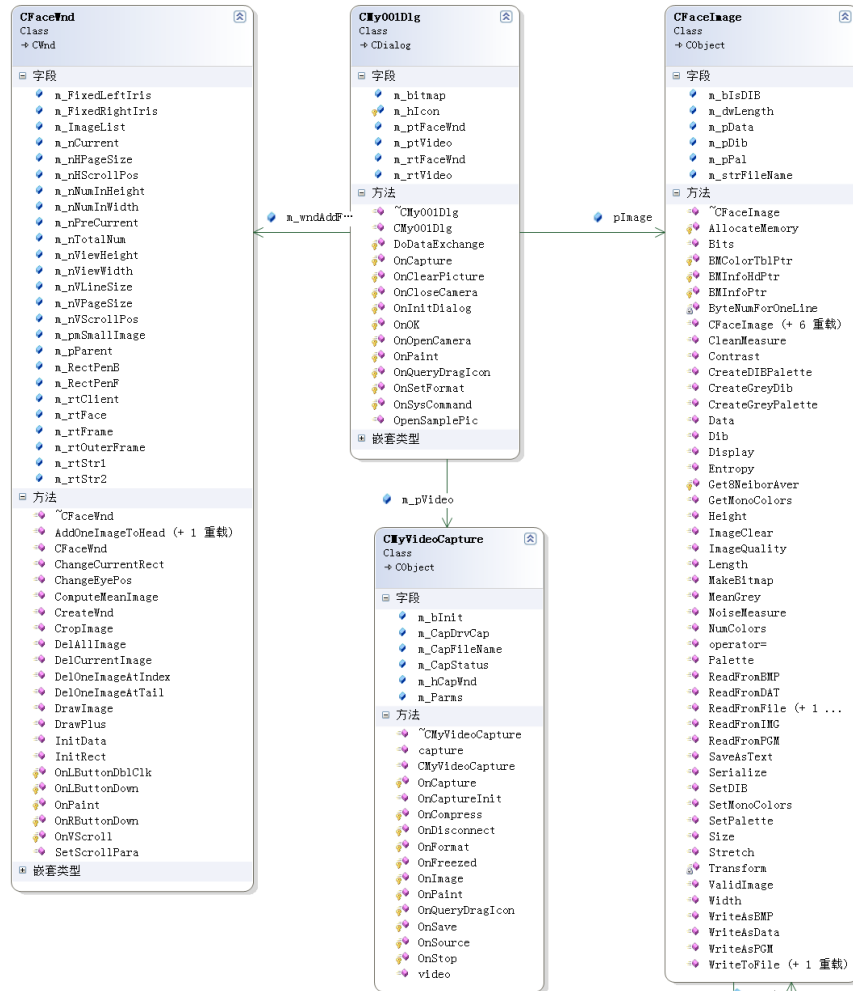 CFaceWnd
Class
CWnd
字段
m_FixedLeftIris
m_FixedRightIris
m_ImageList
m_nCurrent
m_nHPageSize
m_nHScrollPos
m_nNumInHeight
m_nNumInWidth
m_nPreCurrent
m_nTotalNum
m_nViewHeight
m_nViewWidth
m_nVLineSize
m_nVPageSize
m_nVScrollPos
m_pmSmallImage
m_pParent
m_RectPenB
m_RectPenF
m_rtClient
m_rtFace
m_rtFrame
m_rtOuterFrame
m_rtStr1
m_rtStr2
方法
~CFaceWnd
AddOneImageToHead (+ 1 重载)
CFaceWnd
ChangeCurrentRect
ChangeEyePos
ComputeMeanImage
CreateWnd
CropImage
DelAllImage
DelCurrentImage
DelOneImageAtIndex
DelOneImageAtTail
DrawImage
DrawPlus
InitData
InitRect
OnLButtonDblClk
OnLButtonDown
OnPaint
OnRButtonDown
OnVScroll
SetScrollPara
嵌套类型
m_wndAddF...
CMy001Dlg
Class
CDialog
字段
m_bitmap
m_hIcon
m_ptFaceWnd
m_ptVideo
m_rtFaceWnd
m_rtVideo
方法
~CMy001Dlg
CMy001Dlg
DoDataExchange
OnCapture
OnClearPicture
OnCloseCamera
OnInitDialog
OnOK
OnOpenCamera
OnPaint
OnQueryDragIcon
OnSetFormat
OnSysCommand
OpenSamplePic
嵌套类型
m_pVideo
CMyVideoCapture
Class
CObject
字段
m_bInit
m_CapDrvCap
m_CapFileName
m_CapStatus
m_hCapWnd
m_Parms
方法
~CMyVideoCapture
capture
CMyVideoCapture
OnCapture
OnCaptureInit
OnCompress
OnDisconnect
OnFormat
OnFreezed
OnImage
OnPaint
OnQueryDragIcon
OnSave
OnSource
OnStop
video
pImage
CFaceImage
Class
CObject
字段
m_bIsDIB
m_dwLength
m_pData
m_pDib
m_pPal
m_strFileName
方法
~CFaceImage
AllocateMemory
Bits
BMColorTblPtr
BMInfoHdPtr
BMInfoPtr
ByteNumForOneLine
CFaceImage (+ 6 重载)
CleanMeasure
Contrast
CreateDIBPalette
CreateGreyDib
CreateGreyPalette
Data
Dib
Display
Entropy
Get8NeiborAver
GetMonoColors
Height
ImageClear
ImageQuality
Length
MakeBitmap
MeanGrey
NoiseMeasure
NumColors
operator=
Palette
ReadFromBMP
ReadFromDAT
ReadFromFile (+ 1 ...
ReadFromIMG
ReadFromPGM
SaveAsText
Serialize
SetDIB
SetMonoColors
SetPalette
Size
Stretch
Transform
ValidImage
Width
WriteAsBMP
WriteAsData
WriteAsPGM
WriteToFile (+ 1 重载)